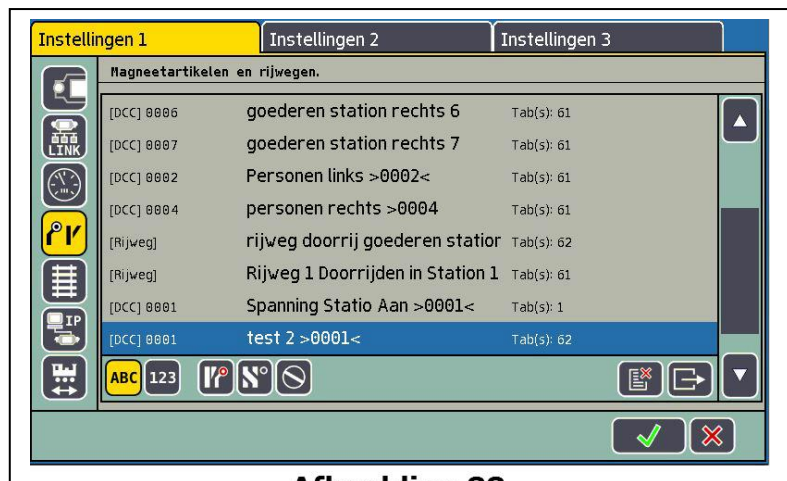 Instellingen 1 Instellingen 2 Instellingen 3
Magneetartikelen en rijwegen.
[DCC] 0006 goederen station rechts 6 Tab(s): 61
[DCC] 0007 goederen station rechts 7 Tab(s): 61
LINK
[DCC] 0002 Personen links >0002< Tab(s): 61
[DCC] 0004 personen rechts >0004 Tab(s): 61
[Rijweg] rijweg doorrij goederen station Tab(s): 62
[Rijweg] Rijweg 1 Doorrijden in Station 1 Tab(s): 61
[DCC] 0001 Spanning Statio Aan >0001< Tab(s): 1
IP
[DCC] 0001 test 2 >0001< Tab(s): 62
ABC 123